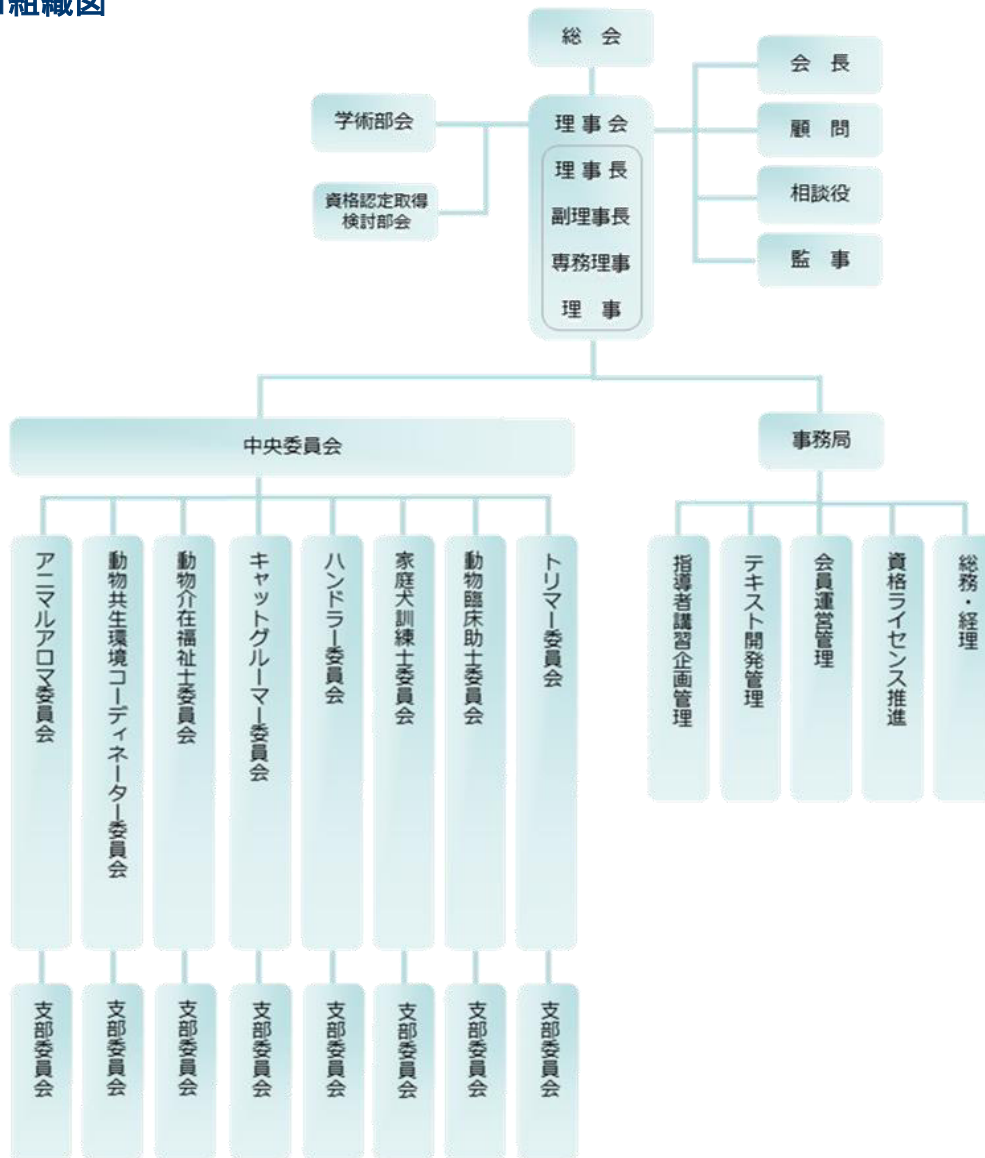 組織図
総 会
会 長
学術部会
理 事 会
顧 問
理 事 長
資格認定取得
検討部会
相談役
副理事長
専務理事
監 事
理 事
中央委員会
事務局
アニマルアロマ委員会
動物共生環境コーディネーター委員会
動物介在福祉士委員会
キャットグルーマー委員会
ハンドラー委員会
家庭犬訓練士委員会
動物臨床助士委員会
トリマー委員会
指導者講習企画管理
テキスト開発管理
会員運営管理
資格ライセンス推進
総務・経理
支部委員会
支部委員会
支部委員会
支部委員会
支部委員会
支部委員会
支部委員会
支部委員会